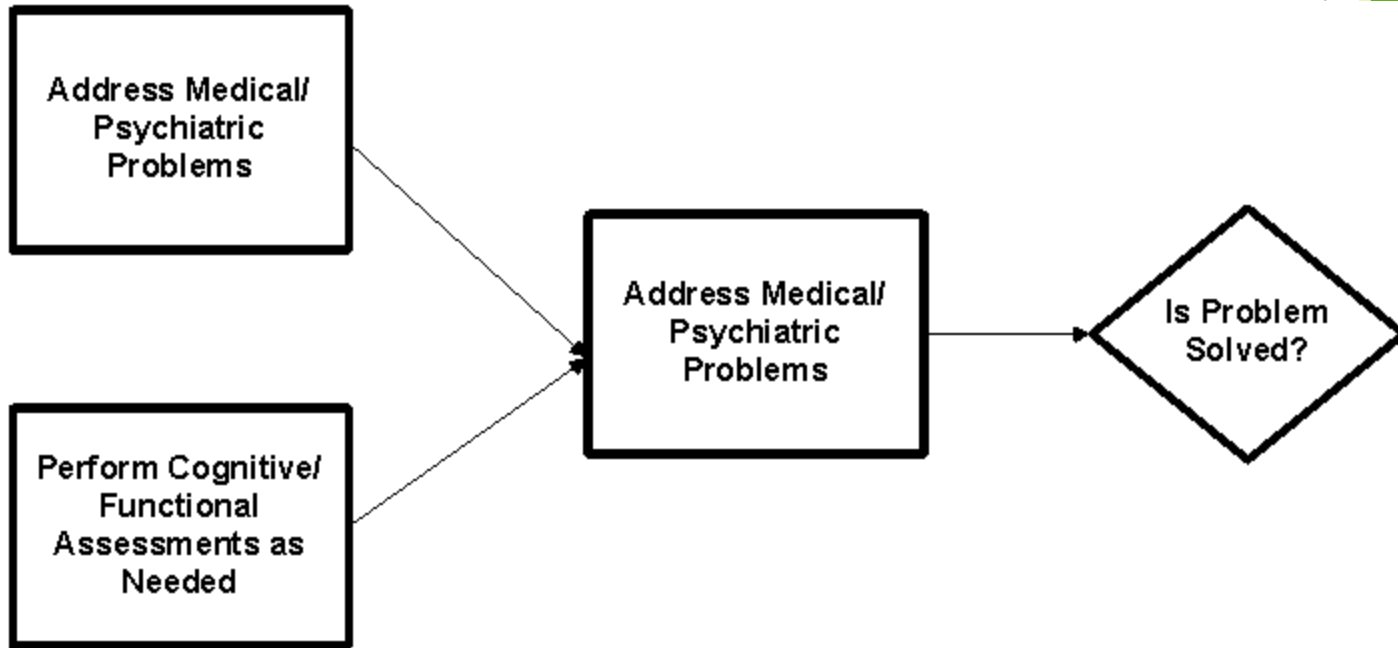 Address Medical/
Psychiatric
Problems
Perform Cognitive/
Functional
Assessments as
Needed
Address Medical/
Psychiatric
Problems
Is Problem
Solved?